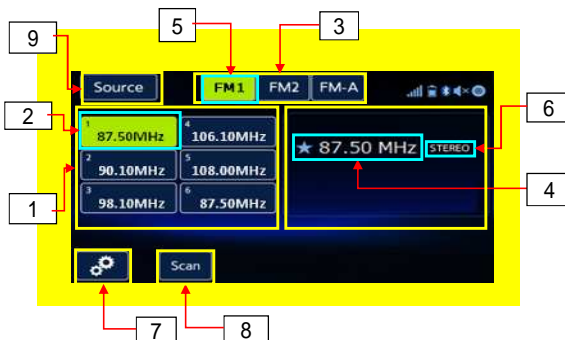 5
3
9
Source
FM1
FM2
FM-A
2
6
1
87.50MHz
4
106.10MHz
87.50 MHz
STEREO
2
90.10MHz
5
108.00MHz
1
4
3
98.10MHz
6
87.50MHz
Scan
7
8